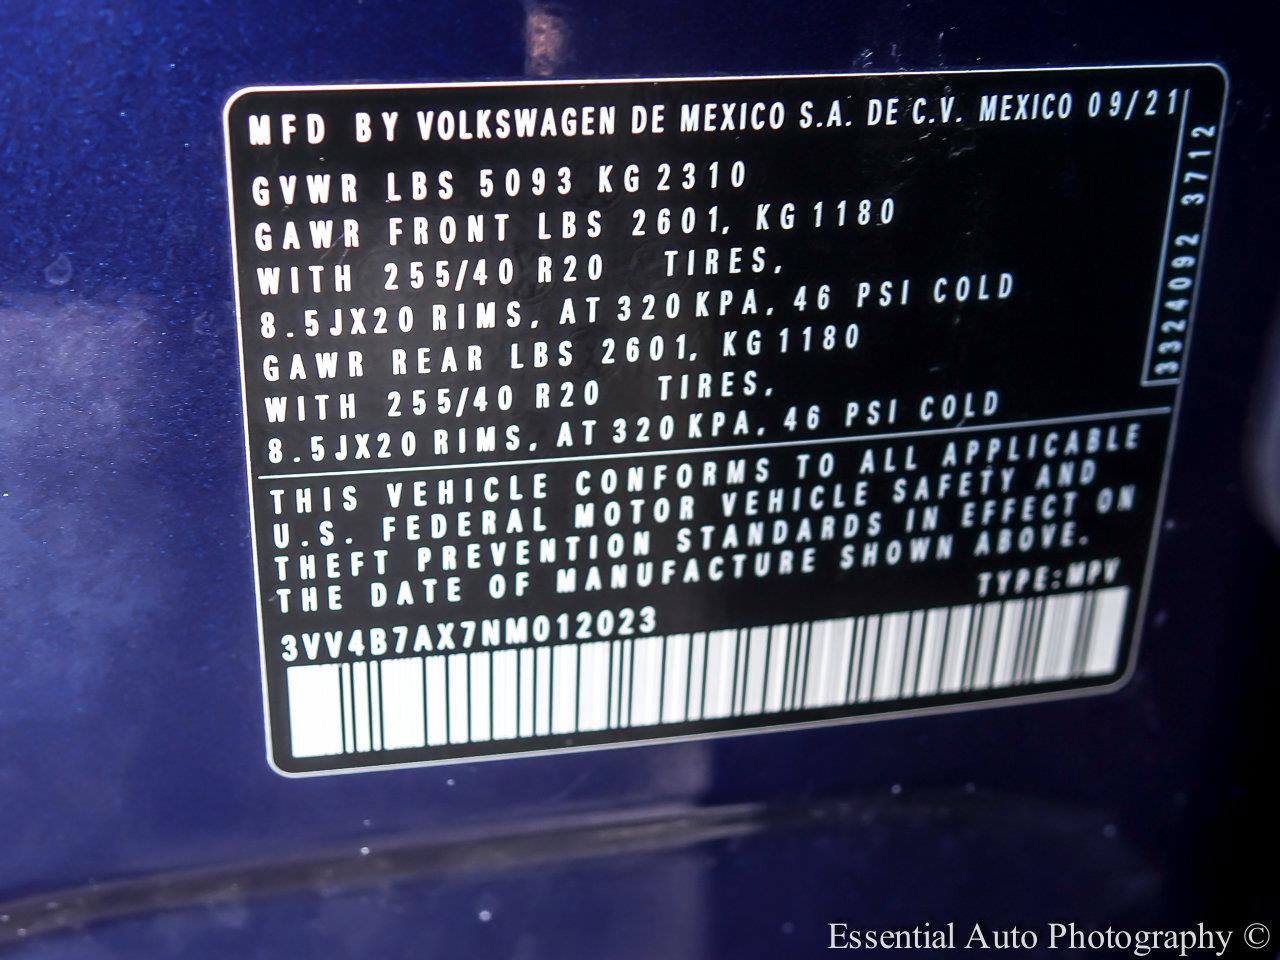 MFD BY VOLKSWAGEN DE MEXICO S.A. DE C.V. MEXICO 09/21
GVWR LBS 5093 KG 2310
GAWR FRONT LBS 2601, KG 1180
WITH 255/40 R20 TIRES,
8.5JX20 RIMS, AT 320 KPA, 46 PSI COLD
GAWR REAR LBS 2601, KG 1180
WITH 255/40 R20 TIRES,
8.5JX20 RIMS, AT 320 KPA, 46 PSI COLD
3324092 3712
THIS VEHICLE CONFORMS TO ALL APPLICABLE
U.S. FEDERAL MOTOR VEHICLE SAFETY AND
THEFT PREVENTION STANDARDS IN EFFECT ON
THE DATE OF MANUFACTURE SHOWN ABOVE.
TYPE:MPV
3VV4B7AX7NM012023
Essential Auto Photography ©